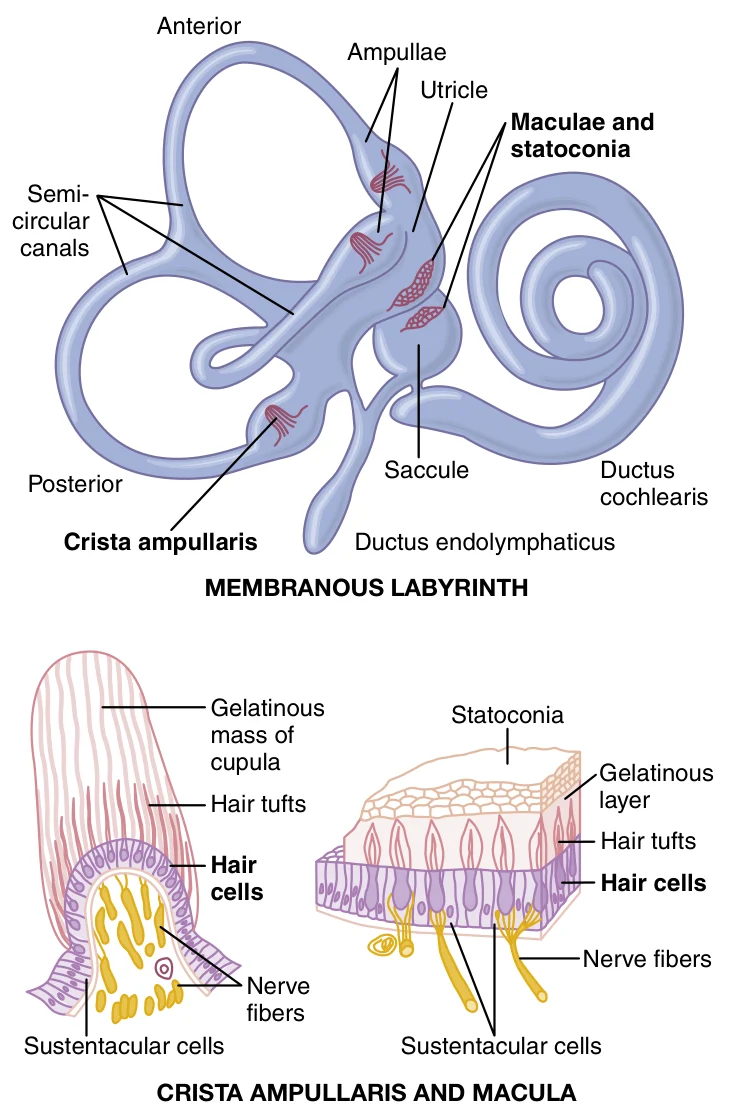 Anterior
Ampullae
Utricle
Maculae and
statoconia
Semi-
circular
canals
Saccule
Ductus
cochlearis
Posterior
Crista ampullaris
Ductus endolymphaticus
MEMBRANOUS LABYRINTH
Gelatinous
mass of
cupula
Hair tufts
Hair
cells
Nerve
fibers
Sustentacular cells
Statoconia
Gelatinous
layer
Hair tufts
Hair cells
Nerve fibers
Sustentacular cells
CRISTA AMPULLARIS AND MACULA